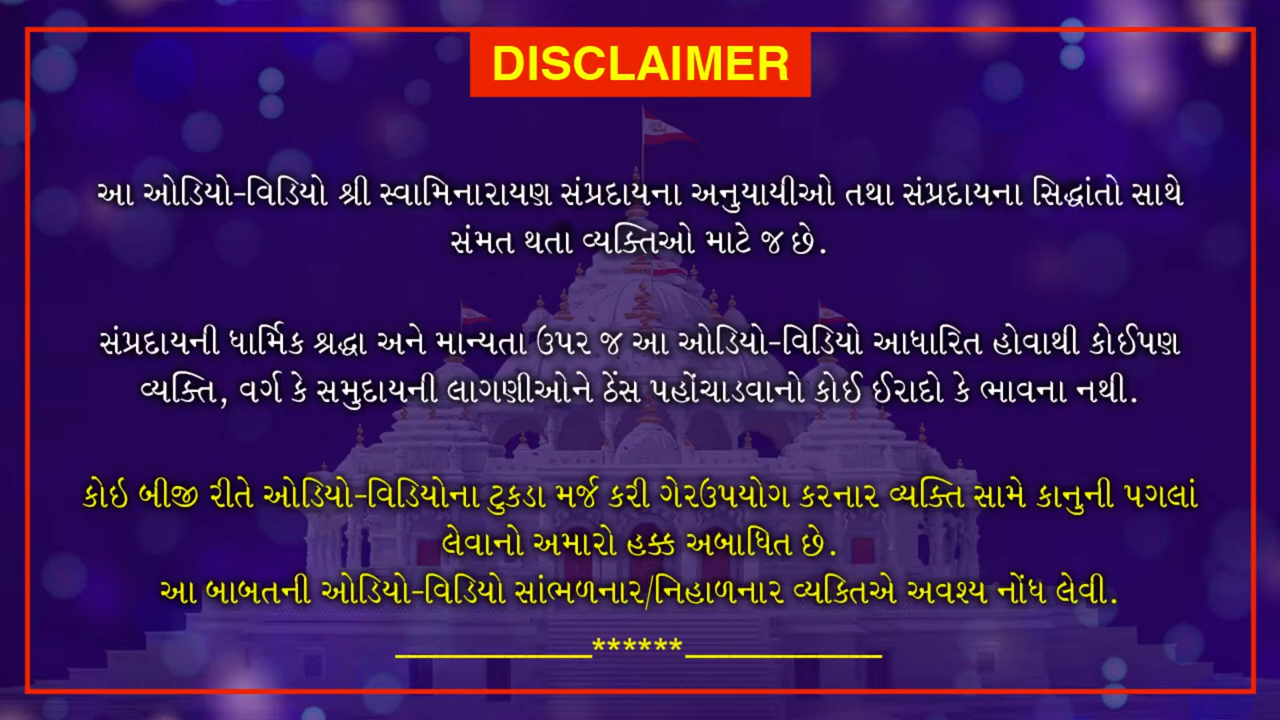 DISCLAIMER
આ ઓડિયો-વિડિયો શ્રી સ્વામિનારાયણ સંપ્રદાયના અનુયાયીઓ તથા સંપ્રદાયના સિદ્ધાંતો સાથે
સંમત થતા વ્યક્તિઓ માટે જ છે.
સંપ્રદાયની ધાર્મિક શ્રદ્ધા અને માન્યતા ઉપર જ આ ઓડિયો-વિડિયો આધારિત હોવાથી કોઈપણ
વ્યક્તિ, વર્ગ કે સમુદાયની લાગણીઓને ઠેંસ પહોંચાડવાનો કોઈ ઈરાદો કે ભાવના નથી.
કોઇ બીજી રીતે ઓડિયો-વિડિયોના ટુકડા મર્જ કરી ગેરઉપયોગ કરનાર વ્યક્તિ સામે કાનુની પગલાં
લેવાનો અમારો હક્ક અબાધિત છે.
આ બાબતની ઓડિયો-વિડિયો સાંભળનાર/નિહાળનાર વ્યકિતએ અવશ્ય નોંધ લેવી.
_______________******_______________